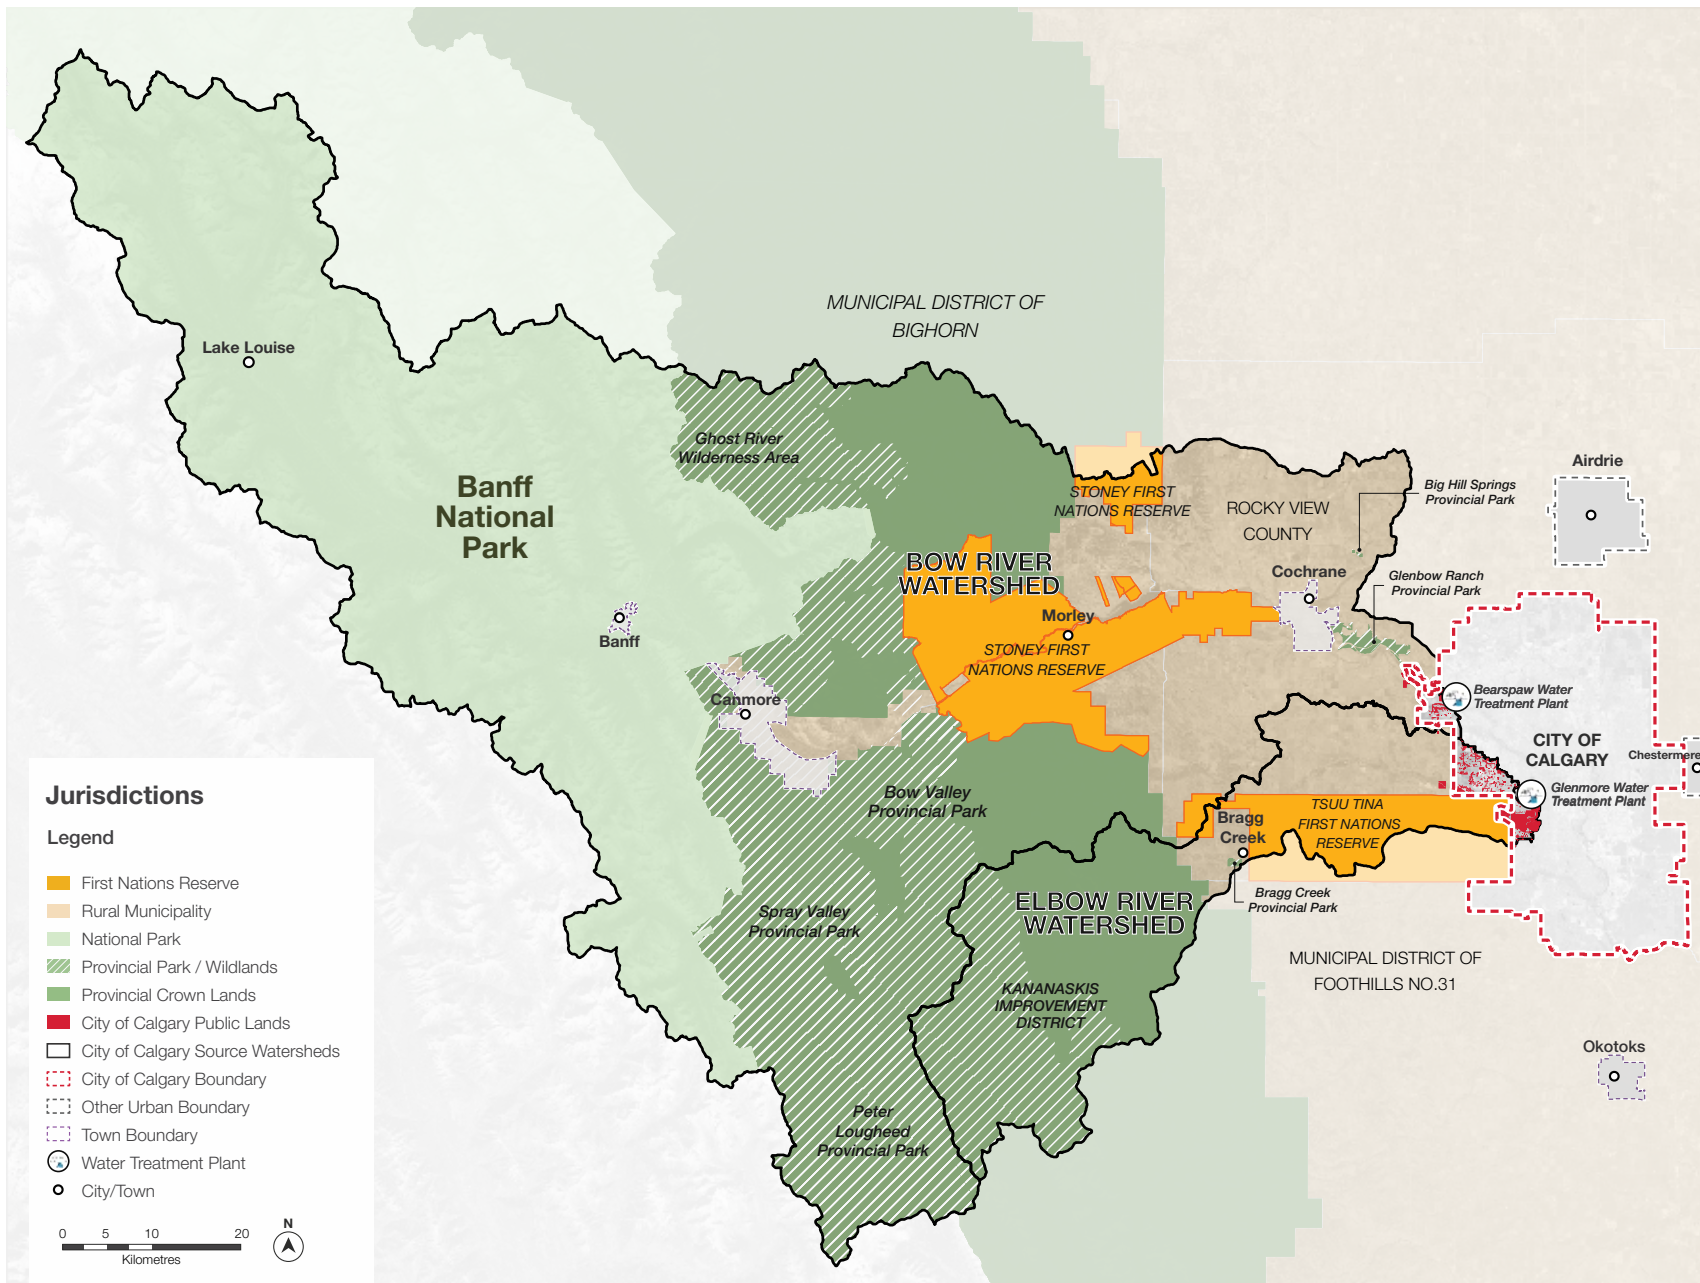 MUNICIPAL DISTRICT OF
BIGHORN
Lake Louise
Ghost River
Wilderness Area
Banff
National
Park
STONEY FIRST
NATIONS RESERVE
ROCKY VIEW
COUNTY
Big Hill Springs
Provincial Park
Airdrie
BOW RIVER
WATERSHED
Cochrane
Glenbow Ranch
Provincial Park
Morley
Banff
STONEY FIRST
NATIONS RESERVE
Canmore
Bearspaw Water
Treatment Plant
CITY OF
CALGARY
Chestermere
Glenmore Water
Treatment Plant
Bow Valley
Provincial Park
TSUU TINA
FIRST NATIONS
RESERVE
Bragg
Creek
Bragg Creek
Provincial Park
ELBOW RIVER
WATERSHED
Spray Valley
Provincial Park
MUNICIPAL DISTRICT OF
FOOTHILLS NO.31
KANANASKIS
IMPROVEMENT
DISTRICT
Okotoks
Peter
Lougheed
Provincial Park
Jurisdictions
Legend
First Nations Reserve
Rural Municipality
National Park
Provincial Park / Wildlands
Provincial Crown Lands
City of Calgary Public Lands
City of Calgary Source Watersheds
City of Calgary Boundary
Other Urban Boundary
Town Boundary
Water Treatment Plant
City/Town
0 5 10 20
Kilometres
N